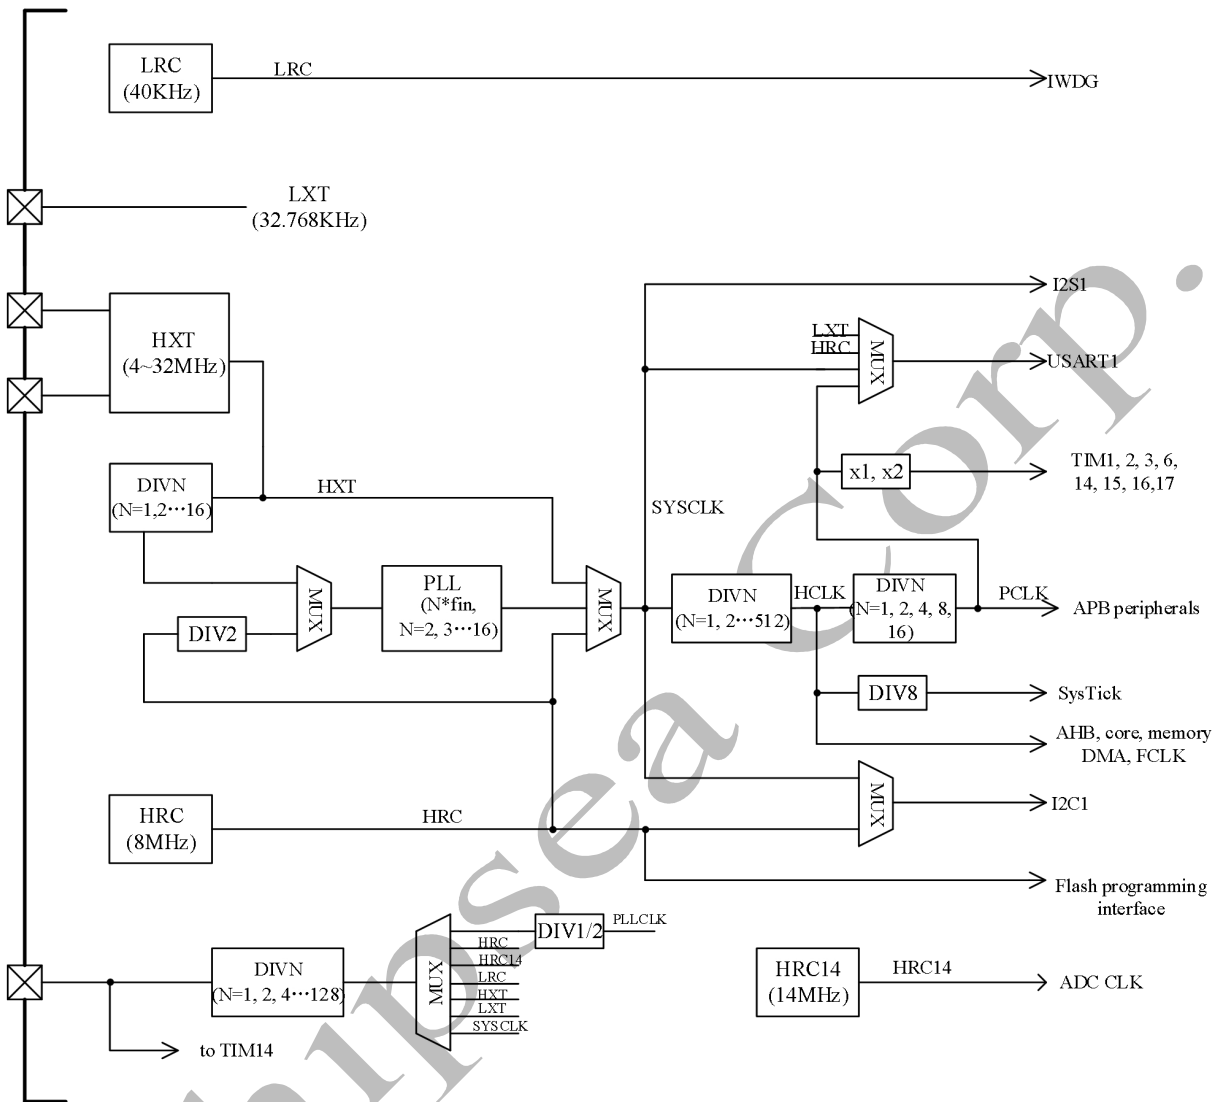 LRC
(40KHz)
LRC
IWDG
LXT
(32.768KHz)
I2S1
HXT
(4~32MHz)
LXT
HRC
MUX
USART1
DIVN
(N=1,2···16)
HXT
SYSCLK
x1, x2
TIM1, 2, 3, 6,
14, 15, 16,17
MUX
PLL
(N*fin,
N=2, 3···16)
DIV2
MUX
DIVN
(N=1, 2···512)
HCLK
DIVN
(N=1, 2, 4, 8,
16)
PCLK
APB peripherals
DIV8
SysTick
AHB, core, memory
DMA, FCLK
HRC
(8MHz)
HRC
MUX
I2C1
Flash programming
interface
DIVN
(N=1, 2, 4···128)
MUX
DIV1/2
PLLCLK
HRC
HRC14
LRC
HXT
LXT
SYSCLK
HRC14
(14MHz)
HRC14
ADC CLK
to TIM14
hipsea Corp.